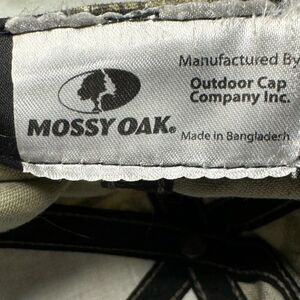 Manufactured By
Outdoor Cap
Company Inc.
MOSSY OAK®
Made in Bangladesh